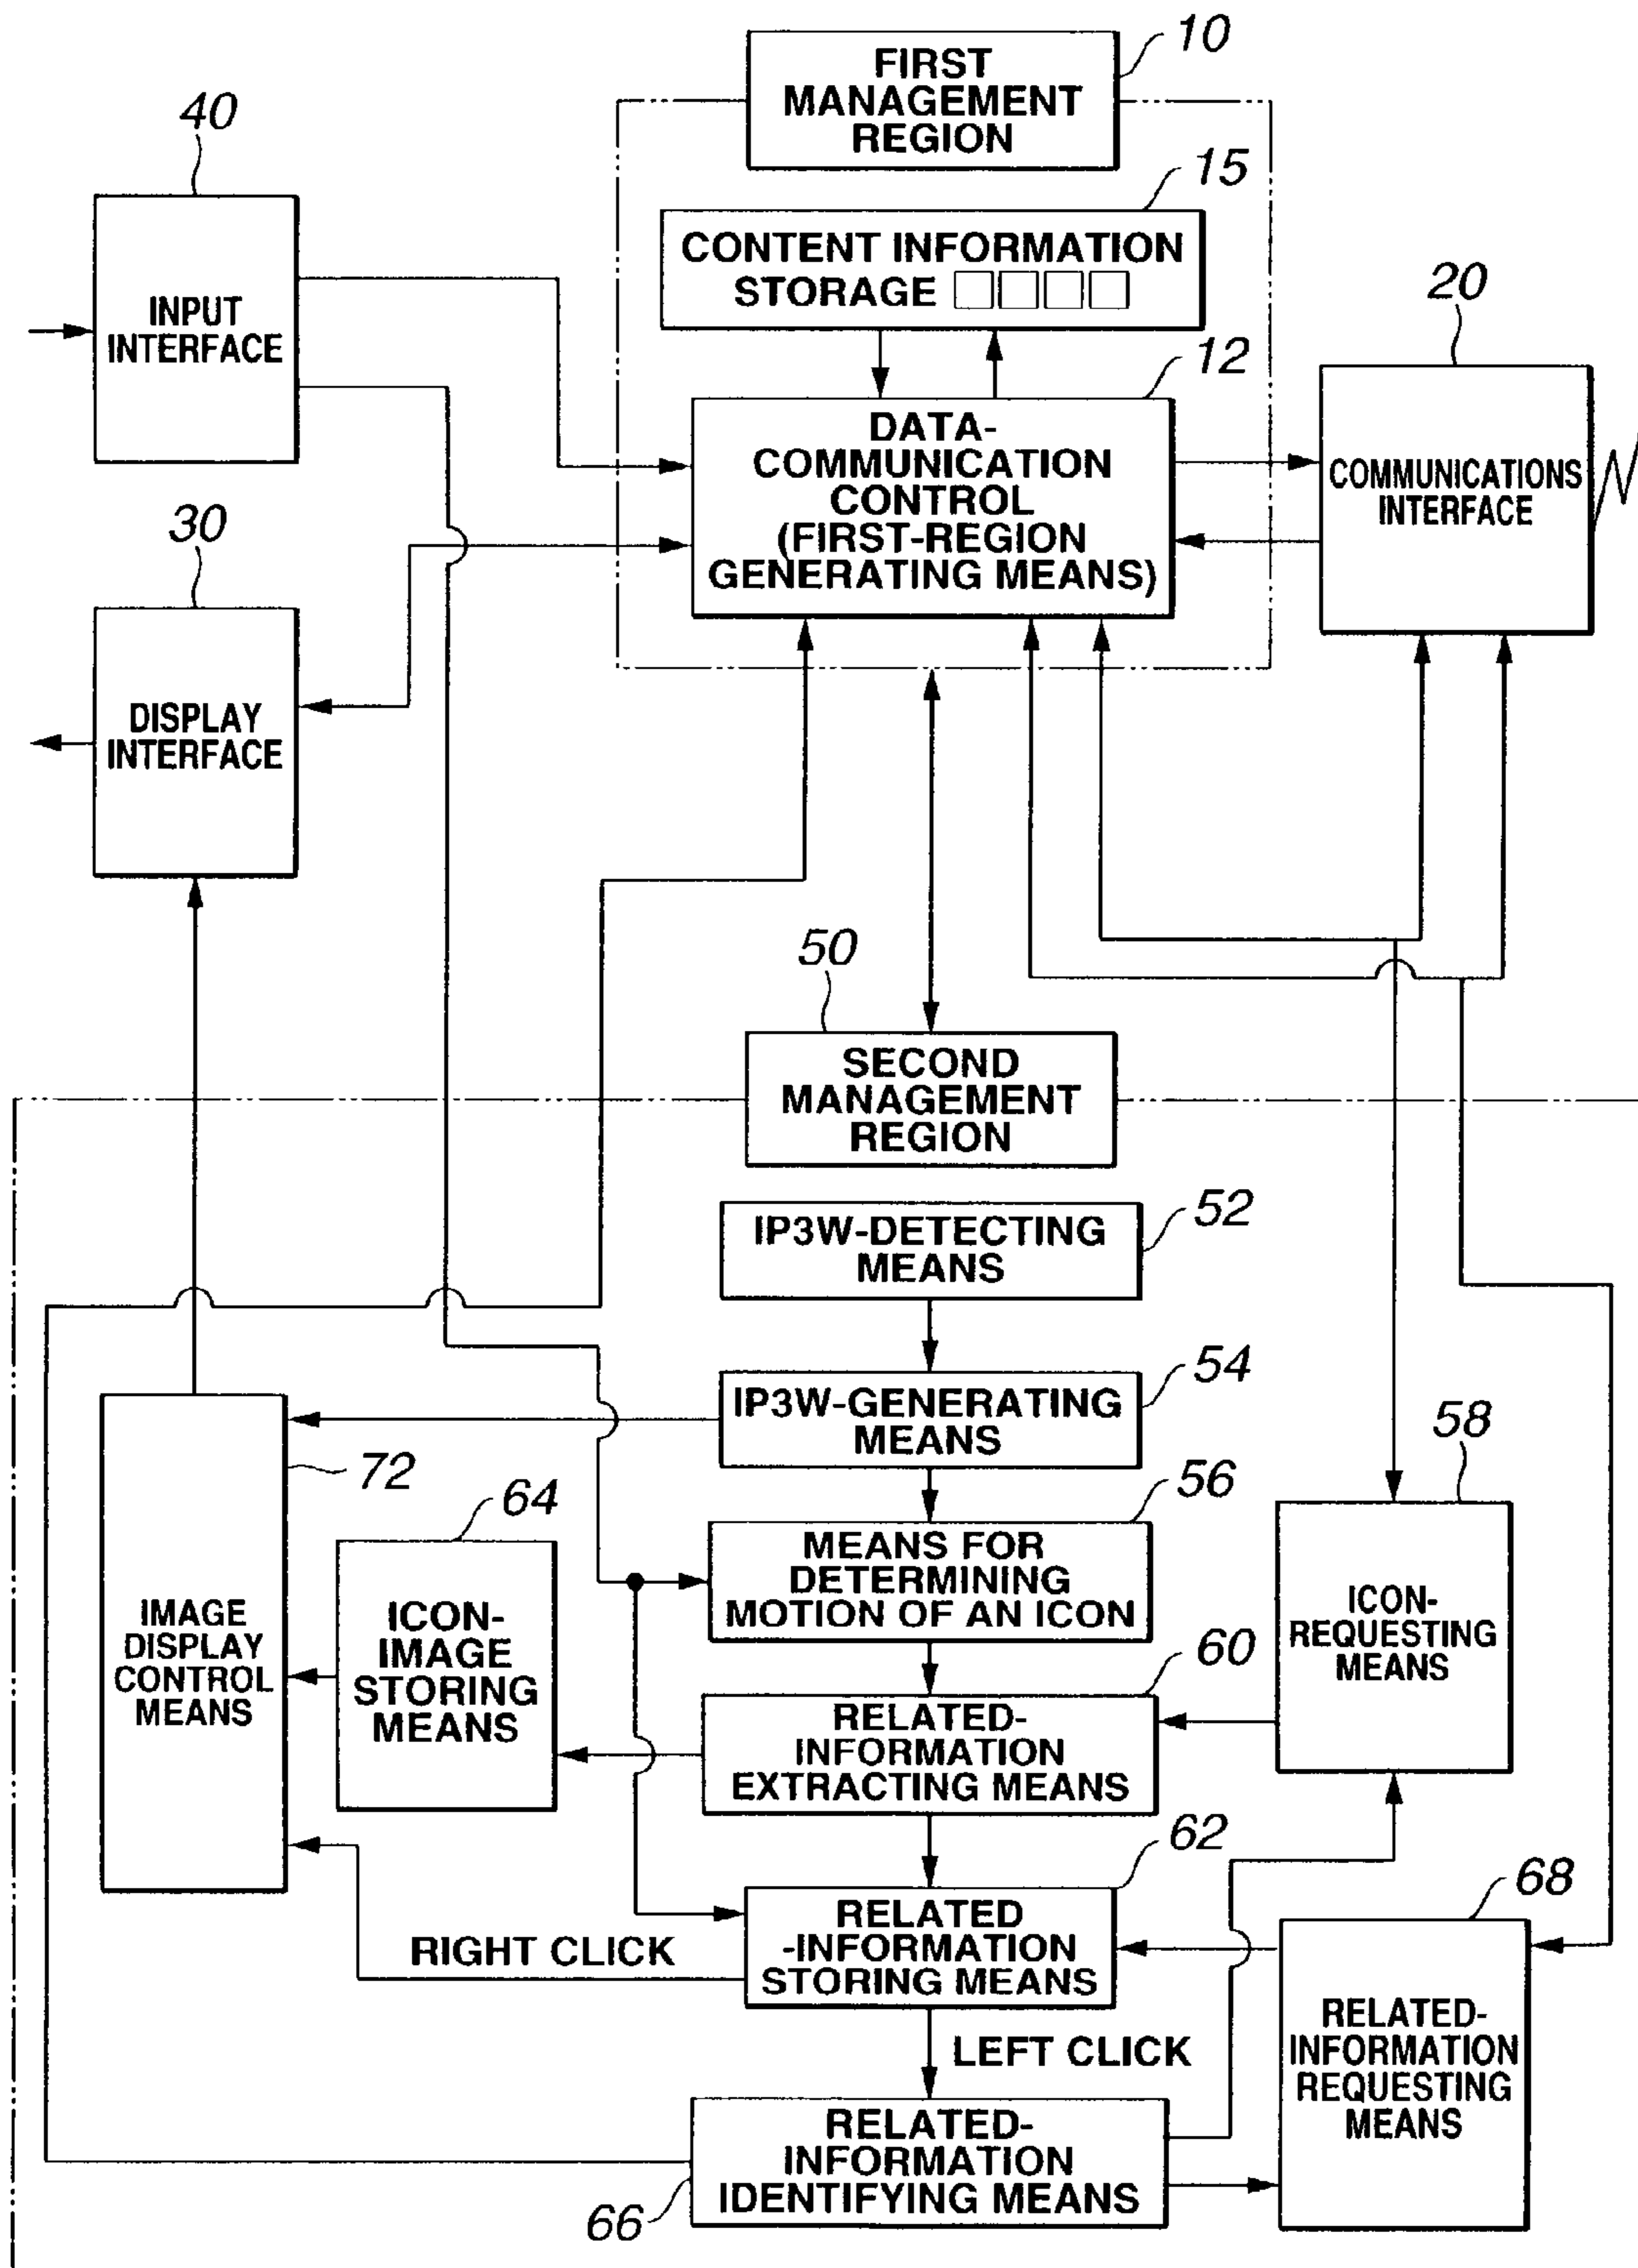 10
FIRST
MANAGEMENT
REGION
40
15
CONTENT INFORMATION
STORAGE
INPUT
INTERFACE
20
12
DATA-
COMMUNICATION
CONTROL
(FIRST-REGION
GENERATING MEANS)
COMMUNICATIONS
INTERFACE
30
DISPLAY
INTERFACE
50
SECOND
MANAGEMENT
REGION
52
IP3W-DETECTING
MEANS
54
IP3W-GENERATING
MEANS
58
72
64
56
MEANS FOR
DETERMINING
MOTION OF AN ICON
ICON-
REQUESTING
MEANS
IMAGE
DISPLAY
CONTROL
MEANS
ICON-
IMAGE
STORING
MEANS
60
RELATED-
INFORMATION
EXTRACTING MEANS
62
68
RELATED
-INFORMATION
STORING MEANS
RIGHT CLICK
LEFT CLICK
RELATED-
INFORMATION
REQUESTING
MEANS
RELATED-
INFORMATION
IDENTIFYING MEANS
66